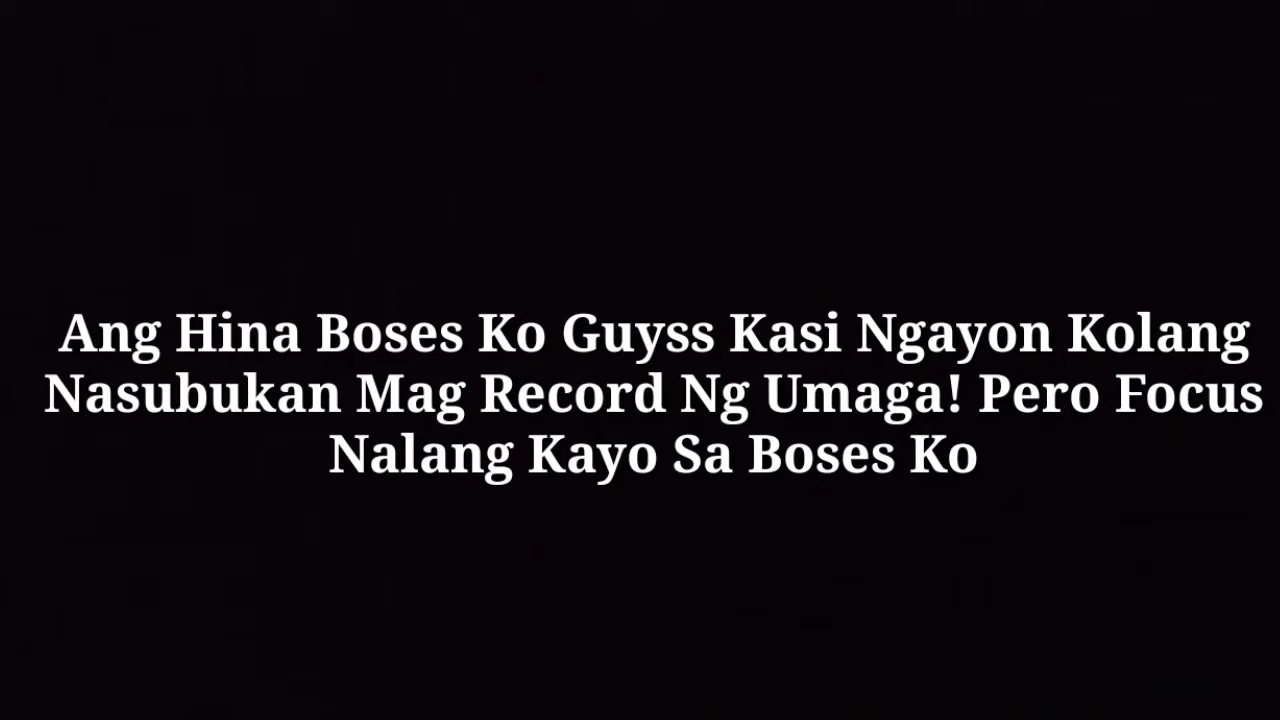 Ang Hina Boses Ko Guyss Kasi Ngayon Kolang
Nasubukan Mag Record Ng Umaga! Pero Focus
Nalang Kayo Sa Boses Ko